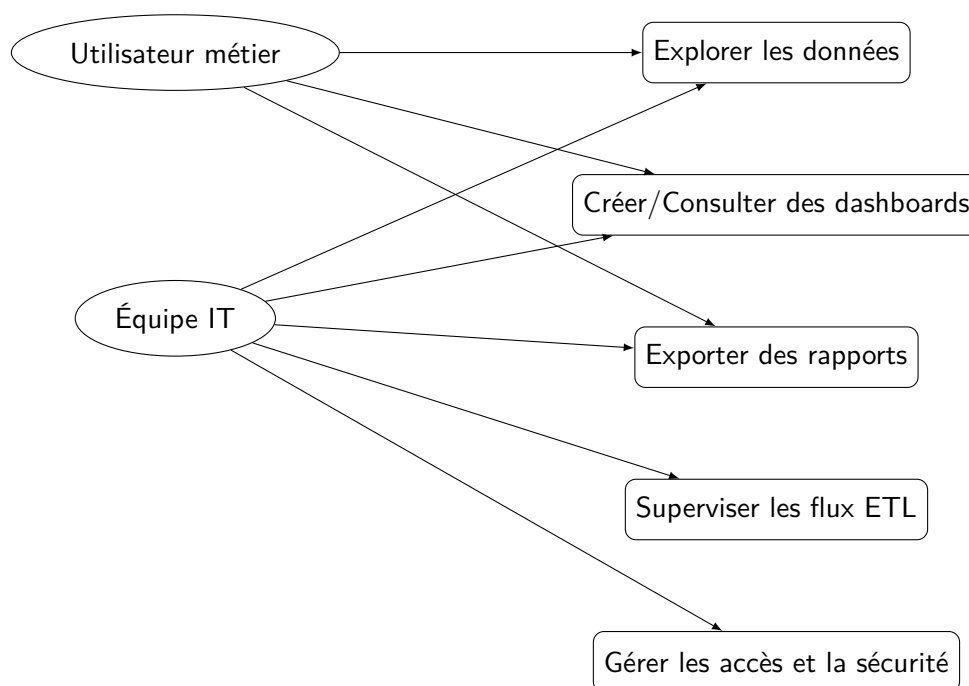 Utilisateur métier
Explorer les données
Créer/Consulter des dashboards
Équipe IT
Exporter des rapports
Superviser les flux ETL
Gérer les accès et la sécurité